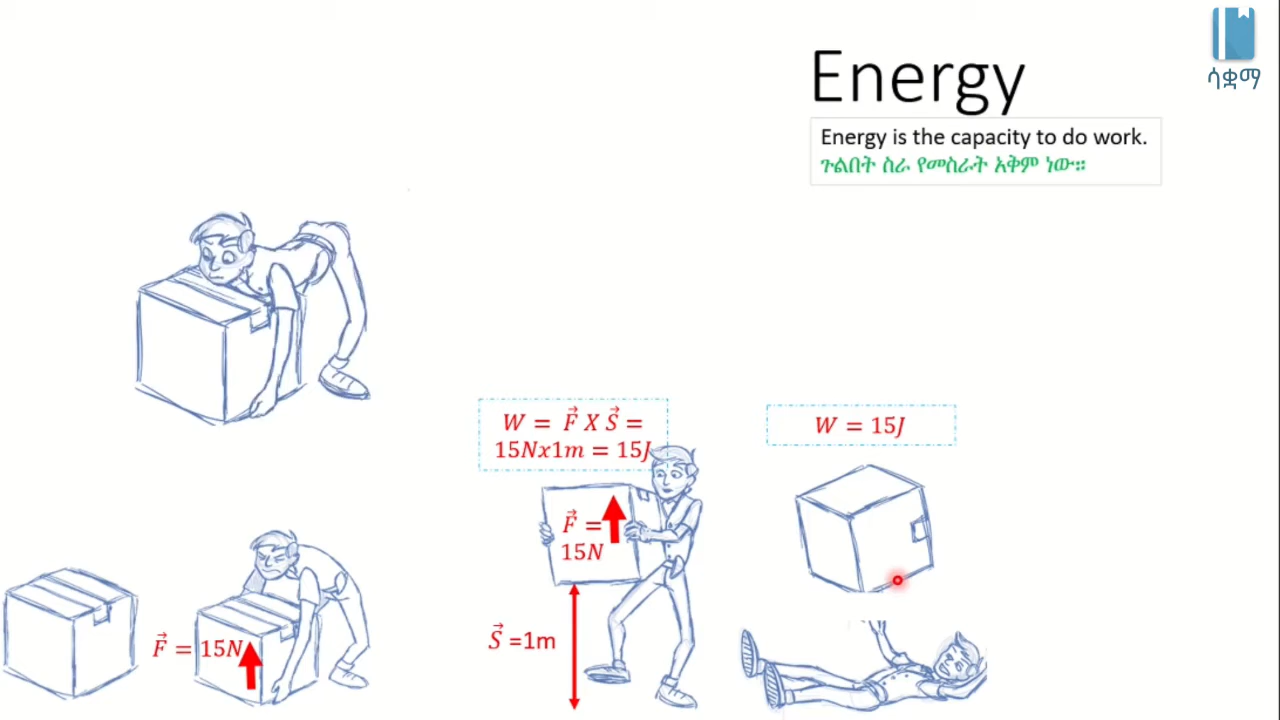 Energy
ሳቋማ
Energy is the capacity to do work.
ጉልበት ስራ የመስራት አቅም ነው።
W = F⃗ X S⃗ =
15Nx1m = 15J
W = 15J
F⃗ =
15N
F⃗ = 15N
S⃗ =1m